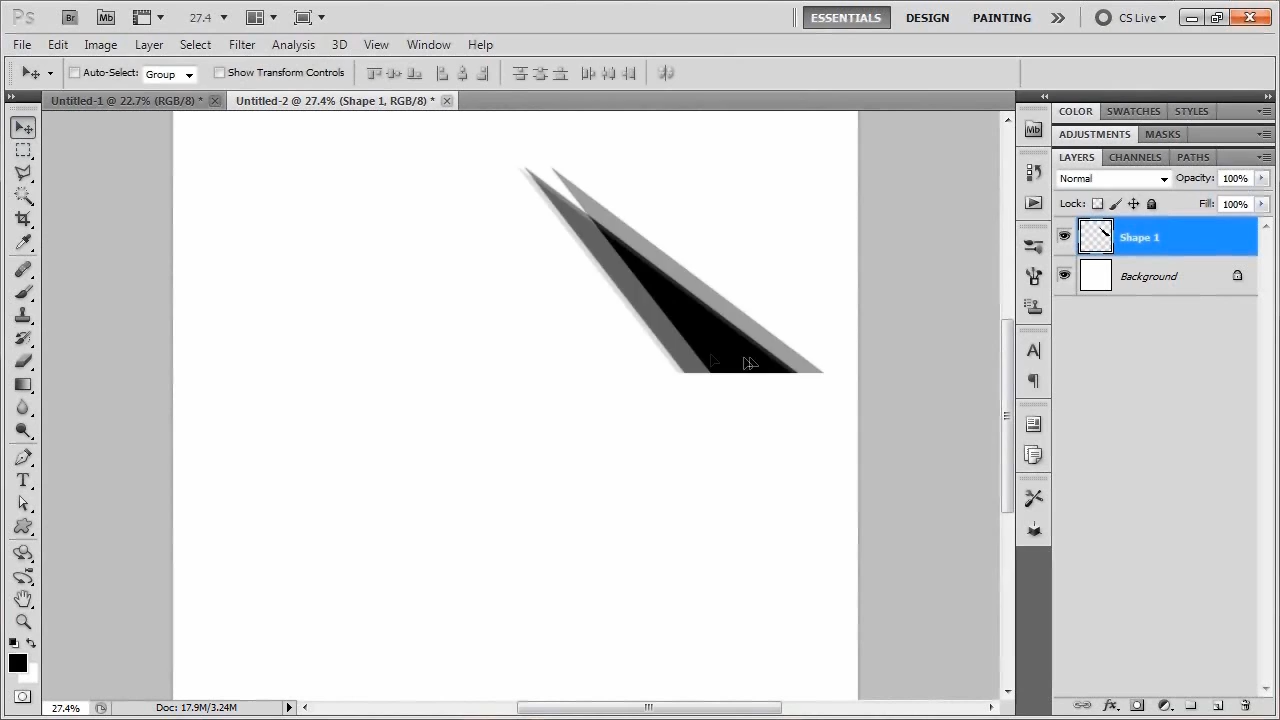 Ps Br Mb 27.4 ESSENTIALS DESIGN PAINTING CS Live
File Edit Image Layer Select Filter Analysis 3D View Window Help
Auto-Select: Group Show Transform Controls
Untitled-1 @ 22.7% (RGB/8) * Untitled-2 @ 27.4% (Shape 1, RGB/8) *
COLOR SWATCHES STYLES
Mb
ADJUSTMENTS MASKS
LAYERS CHANNELS PATHS
Normal Opacity: 100%
Lock: Fill: 100%
Shape 1
Background
A
T
27.4% Doc: 17.9M/3.24M
fx